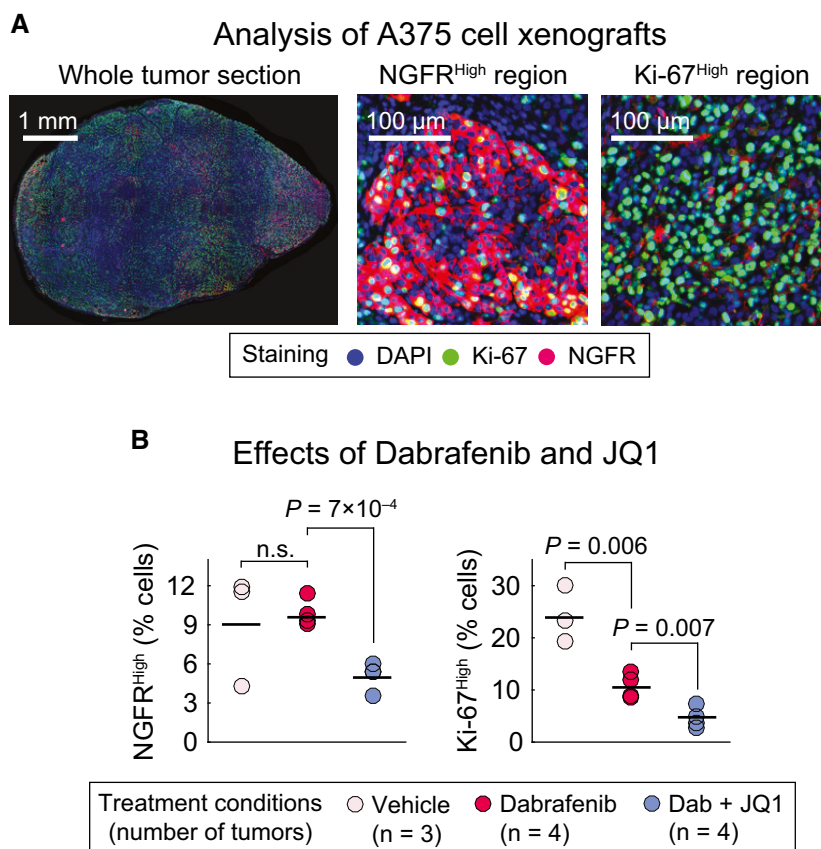 A
Analysis of A375 cell xenografts
Whole tumor section
NGFRHigh region
Ki-67High region
1 mm
100 µm
100 µm
Staining DAPI Ki-67 NGFR
B
Effects of Dabrafenib and JQ1
NGFRHigh (% cells)
12
9
6
3
0
n.s.
P = 7×10–4
Ki-67High (% cells)
30
20
10
0
P = 0.006
P = 0.007
Treatment conditions
(number of tumors)
Vehicle
(n = 3)
Dabrafenib
(n = 4)
Dab + JQ1
(n = 4)